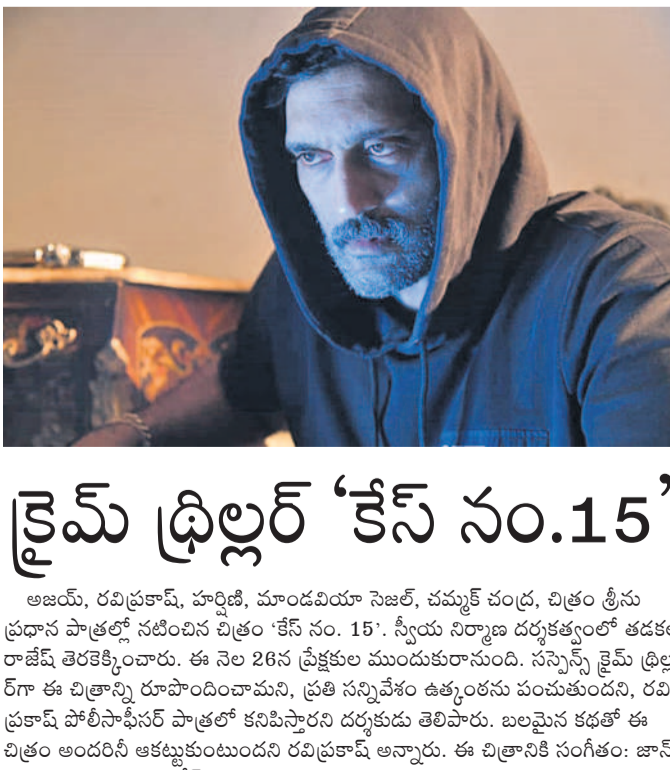 క్రైమ్ థ్రిల్లర్ ‘కేస్ నం.15’
అజయ్, రవిప్రకాష్, హర్షిణి, మాండవియా సెజల్, చమ్మక్ చంద్ర, చిత్రం శ్రీను
ప్రధాన పాత్రల్లో నటించిన చిత్రం ‘కేస్ నం. 15’. స్వీయ నిర్మాణ దర్శకత్వంలో తడకల
రాజేష్ తెరకెక్కించారు. ఈ నెల 26న ప్రేక్షకుల ముందుకురానుంది. సస్పెన్స్ క్రైమ్ థ్రిల్ల
ర్‌గా ఈ చిత్రాన్ని రూపొందించామని, ప్రతి సన్నివేశం ఉత్కంఠను పంచుతుందని, రవి
ప్రకాష్ పోలీసాఫీసర్ పాత్రలో కనిపిస్తారని దర్శకుడు తెలిపారు. బలమైన కథతో ఈ
చిత్రం అందరినీ ఆకట్టుకుంటుందని రవిప్రకాష్ అన్నారు. ఈ చిత్రానికి సంగీతం: జాన్